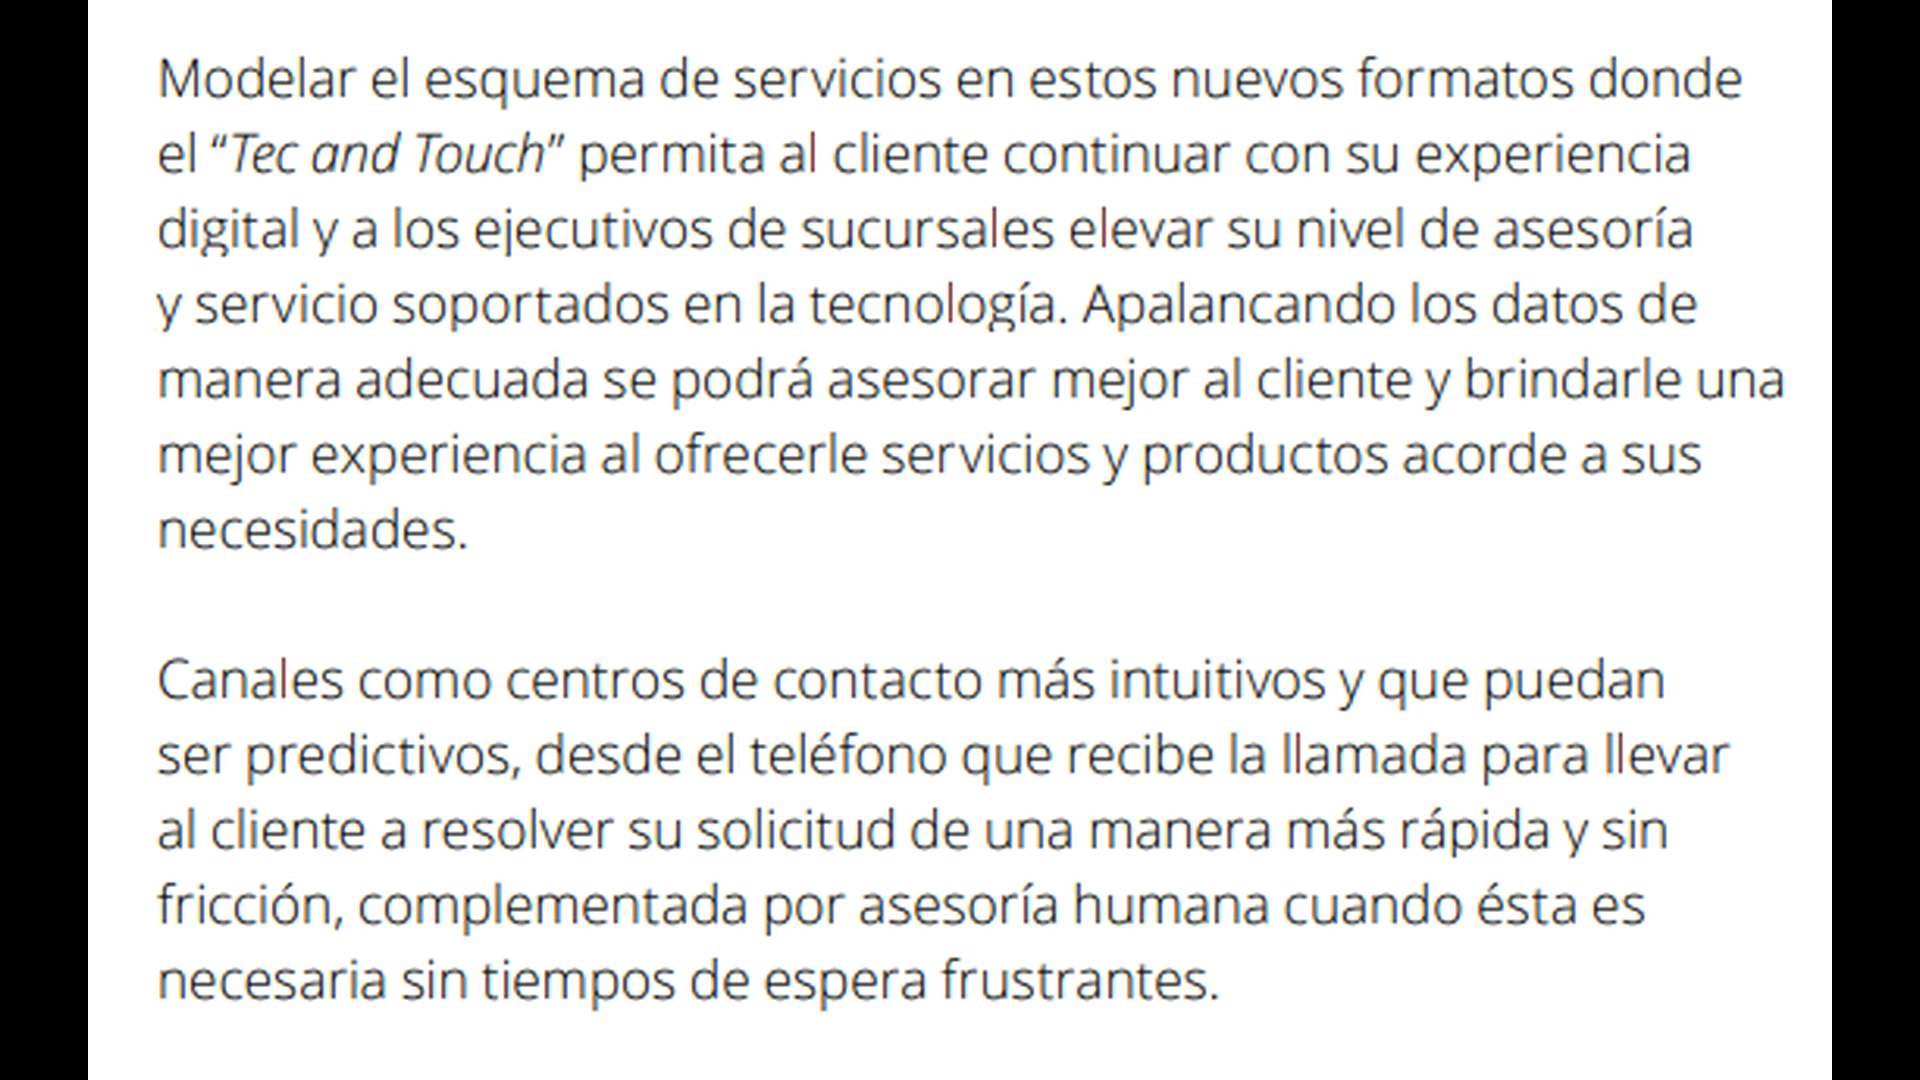 Modelar el esquema de servicios en estos nuevos formatos donde
el “Tec and Touch” permita al cliente continuar con su experiencia
digital y a los ejecutivos de sucursales elevar su nivel de asesoría
y servicio soportados en la tecnología. Apalancando los datos de
manera adecuada se podrá asesorar mejor al cliente y brindarle una
mejor experiencia al ofrecerle servicios y productos acorde a sus
necesidades.
Canales como centros de contacto más intuitivos y que puedan
ser predictivos, desde el teléfono que recibe la llamada para llevar
al cliente a resolver su solicitud de una manera más rápida y sin
fricción, complementada por asesoría humana cuando ésta es
necesaria sin tiempos de espera frustrantes.